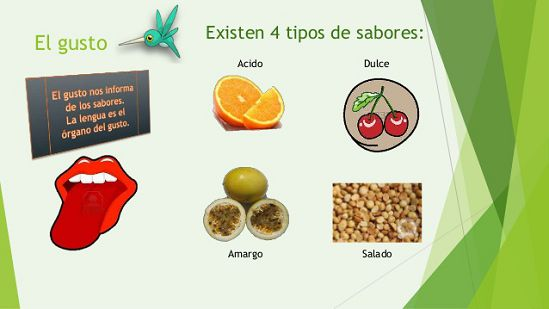 El gusto
Existen 4 tipos de sabores:
El gusto nos informa
de los sabores.
La lengua es el
órgano del gusto.
Acido
Dulce
Amargo
Salado